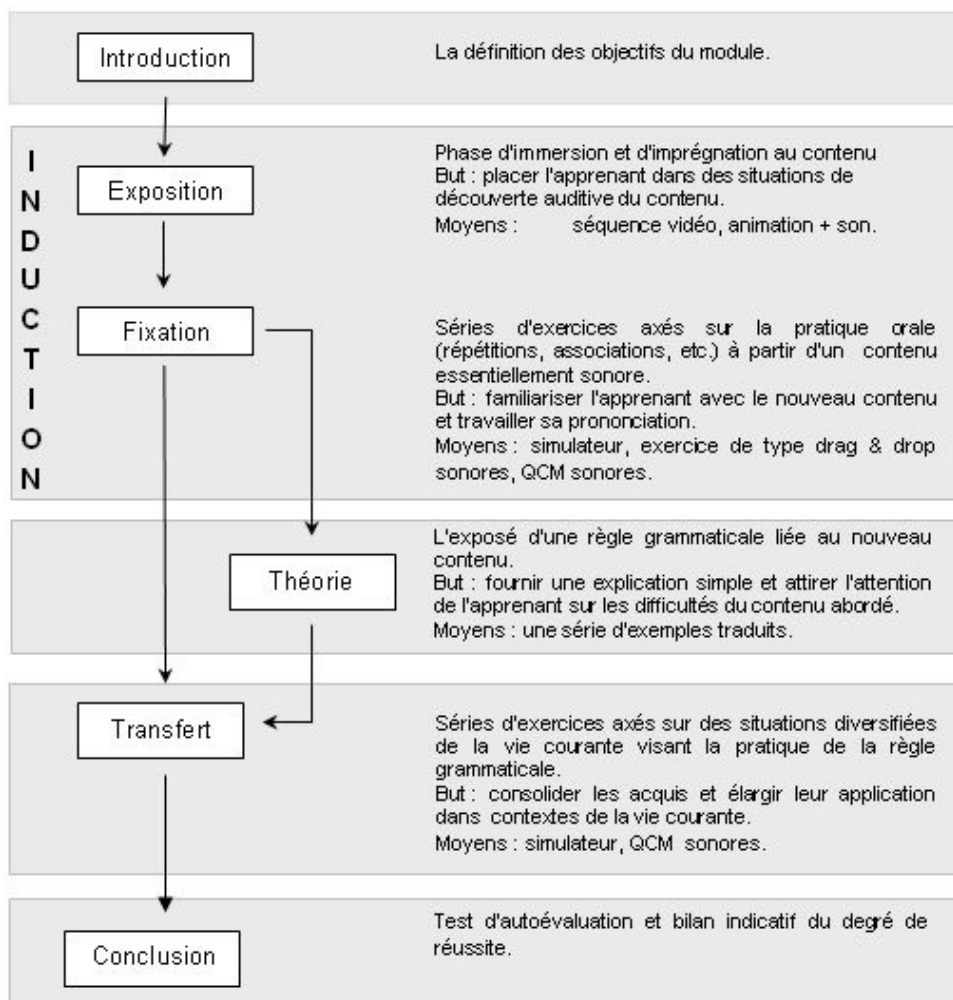 Introduction
La définition des objectifs du module.
INDUCTION
Exposition
Phase d'immersion et d'imprégnation au contenu
But : placer l'apprenant dans des situations de
découverte auditive du contenu.
Moyens : séquence vidéo, animation + son.
Fixation
Séries d'exercices axés sur la pratique orale
(répétitions, associations, etc.) à partir d'un contenu
essentiellement sonore.
But : familiariser l'apprenant avec le nouveau contenu
et travailler sa prononciation.
Moyens : simulateur, exercice de type drag & drop
sonores, QCM sonores.
Théorie
L'exposé d'une règle grammaticale liée au nouveau
contenu.
But : fournir une explication simple et attirer l'attention
de l'apprenant sur les difficultés du contenu abordé.
Moyens : une série d'exemples traduits.
Transfert
Séries d'exercices axés sur des situations diversifiées
de la vie courante visant la pratique de la règle
grammaticale.
But : consolider les acquis et élargir leur application
dans contextes de la vie courante.
Moyens : simulateur, QCM sonores.
Conclusion
Test d'autoévaluation et bilan indicatif du degré de
réussite.